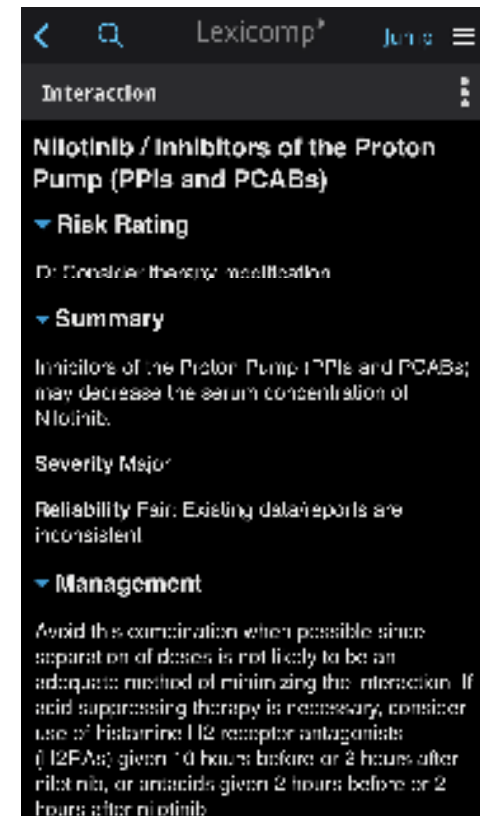 Lexicomp
Jump
Interaction
Nilotinib / Inhibitors of the Proton
Pump (PPIs and PCABs)
Risk Rating
D: Consider therapy modification
Summary
Inhibitors of the Proton Pump (PPIs and PCABs)
may decrease the serum concentration of
Nilotinib.
Severity Major
Reliability Fair: Existing data/reports are
inconsistent
Management
Avoid this combination when possible since
separation of doses is not likely to be an
adequate method of minimizing the interaction. If
acid suppressing therapy is necessary, consider
use of histamine H2 receptor antagonists
(H2RAs) given 10 hours before or 2 hours after
nilotinib, or antacids given 2 hours before or 2
hours after nilotinib